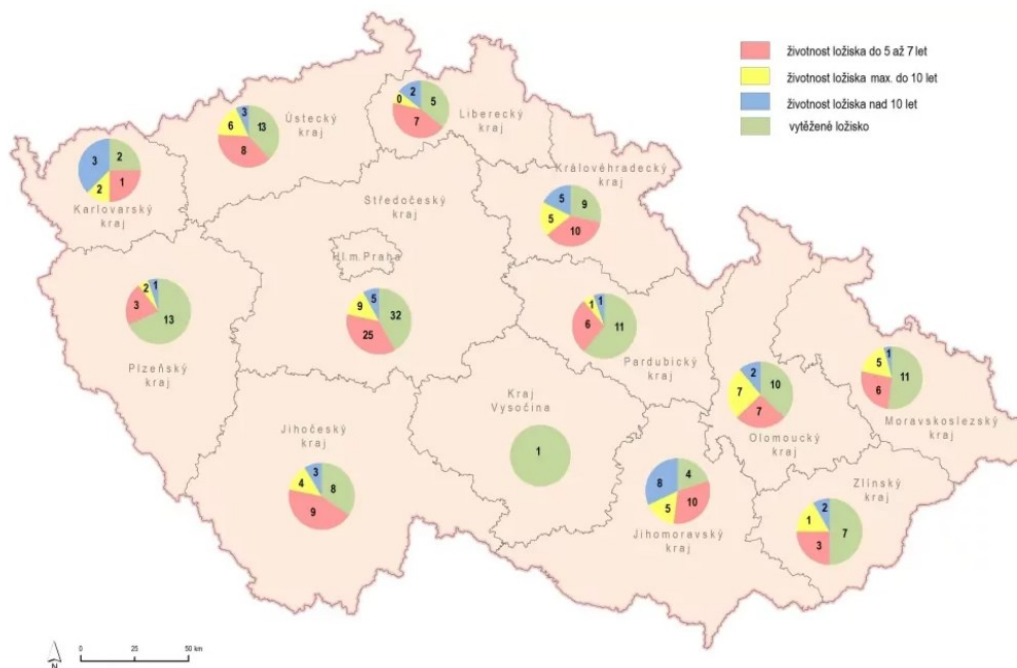 životnost ložiska do 5 až 7 let
životnost ložiska max. do 10 let
životnost ložiska nad 10 let
vytěžené ložisko
3
2
1
2
Karlovarský
kraj
3
6
13
8
Ústecký
kraj
2
0
5
7
Liberecký
kraj
Královéhradecký
kraj
5
9
5
10
Středočeský
kraj
Hl.m.Praha
5
9
32
25
1
2
3
13
Plzeňský
kraj
1
1
6
11
Pardubický
kraj
2
7
10
7
Olomoucký
kraj
1
5
11
6
Moravskoslezský
kraj
Kraj
Vysočina
1
Jihočeský
kraj
3
4
8
9
8
4
5
10
Jihomoravský
kraj
Zlínský
kraj
2
1
7
3
N
0 25 50 km